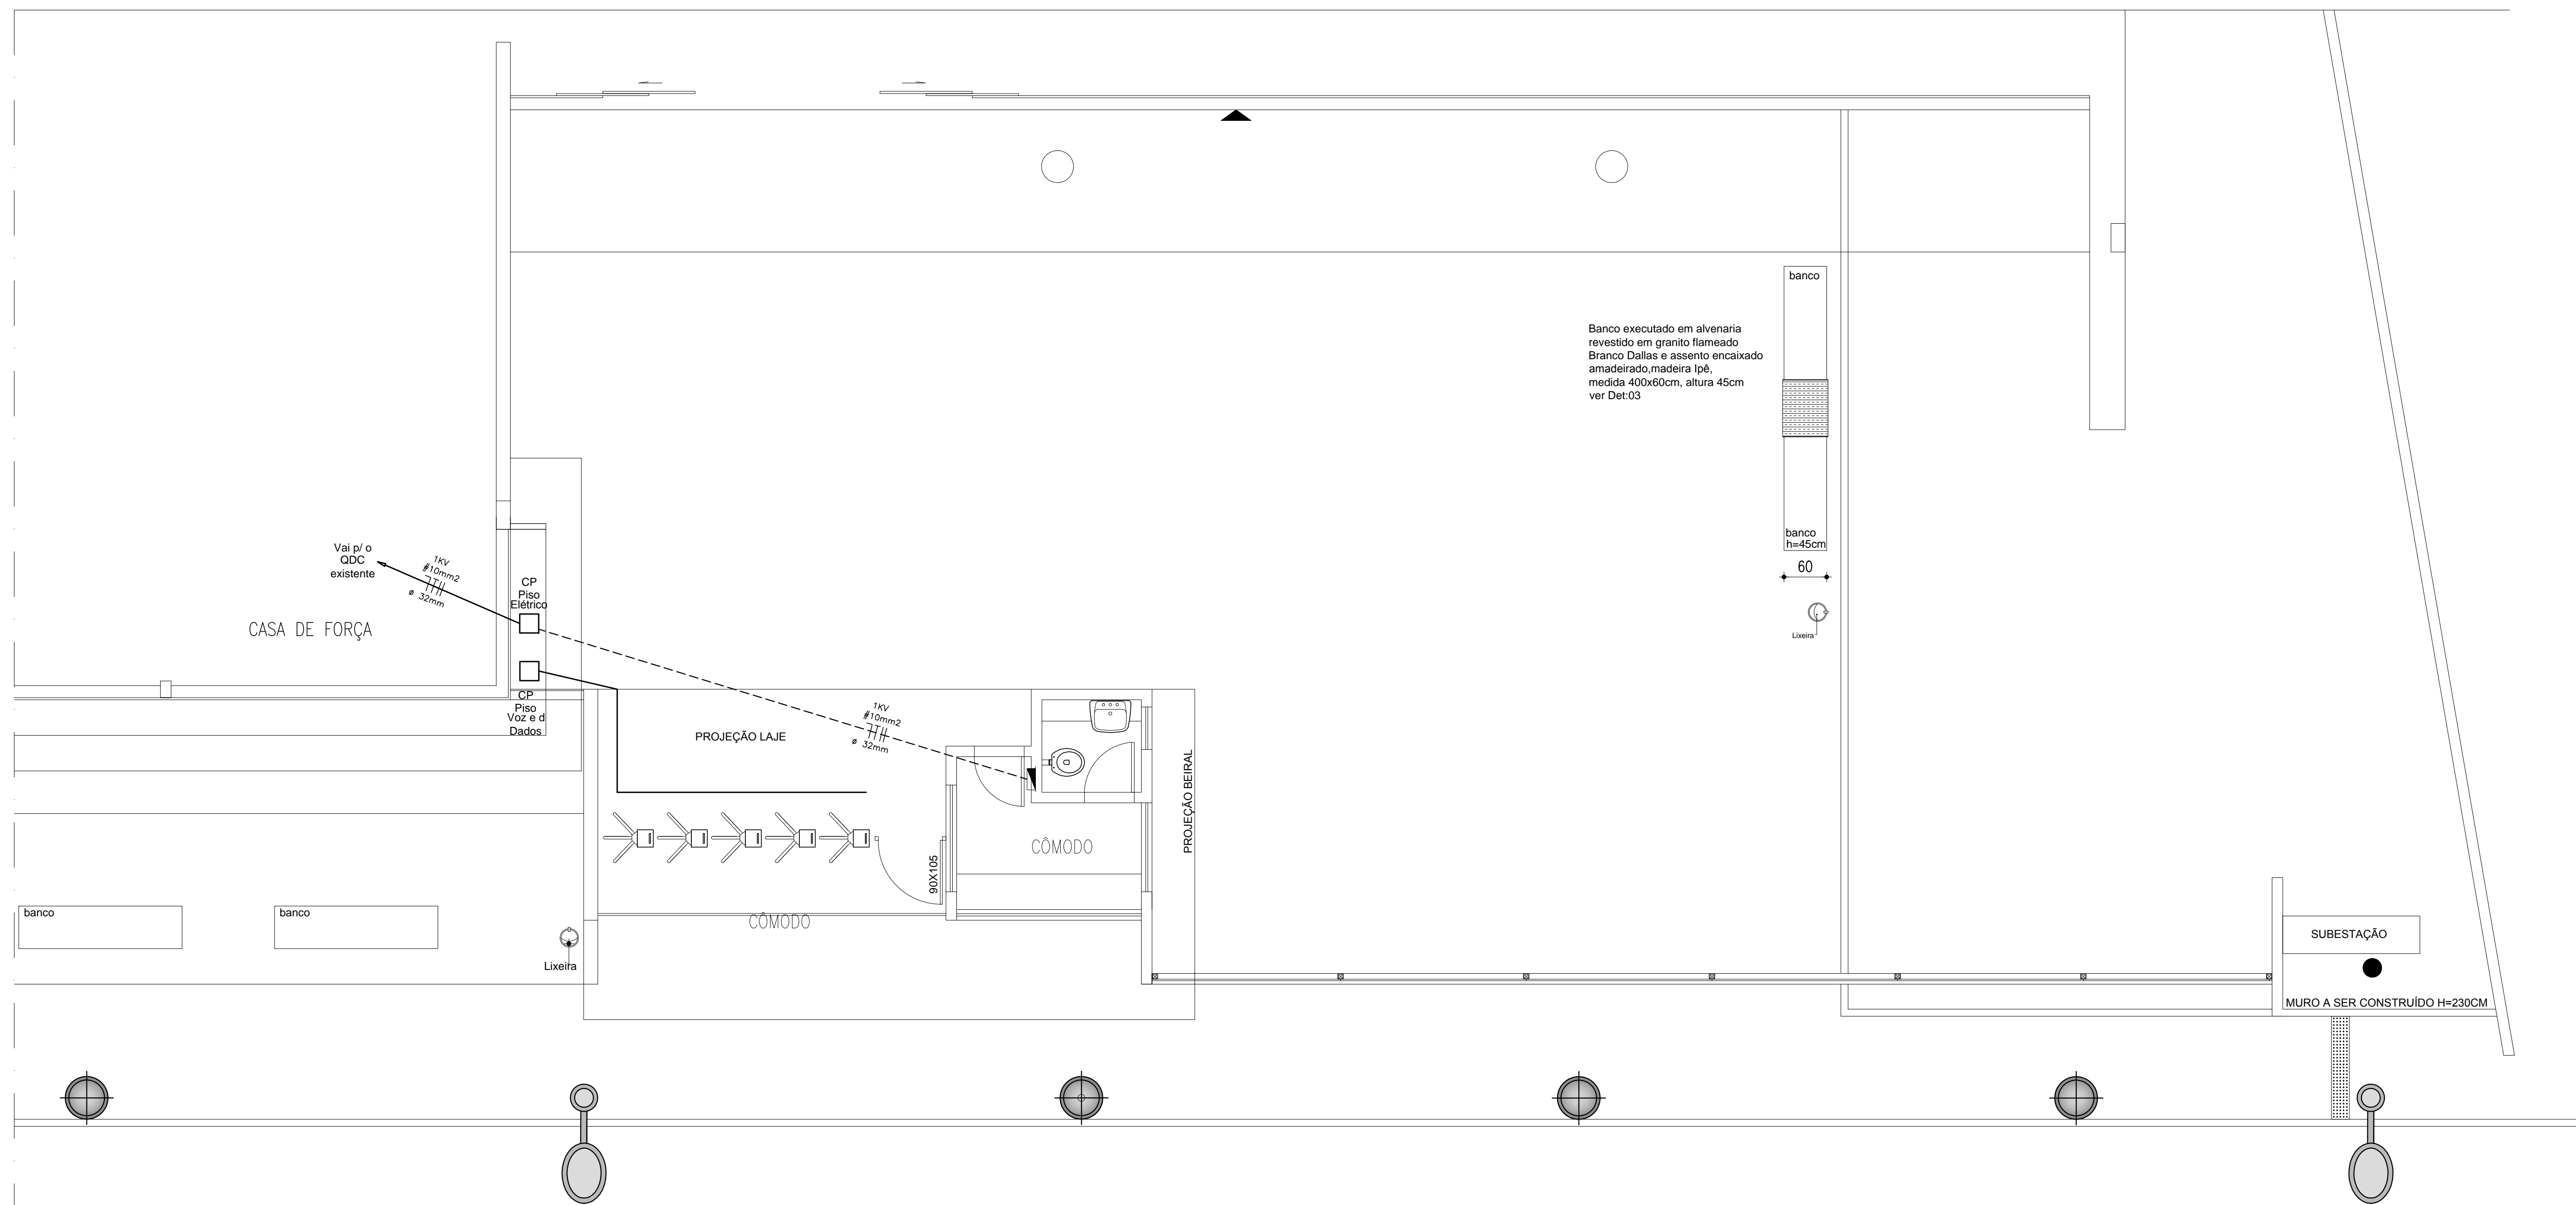 banco
Banco executado em alvenaria
revestido em granito flameado
Branco Dallas e assento encaixado
amadeirado,madeira Ipê,
medida 400x60cm, altura 45cm
ver Det:03
banco
h=45cm
60
Lixeira
Vai p/ o
QDC
existente
1KV
#10mm2
ø 32mm
CP
Piso
Elétrico
CASA DE FORÇA
CP
Piso
Voz e d
Dados
PROJEÇÃO LAJE
1KV
#10mm2
ø 32mm
PROJEÇÃO BEIRAL
CÔMODO
90X105
CÔMODO
banco
banco
Lixeira
SUBESTAÇÃO
MURO A SER CONSTRUÍDO H=230CM